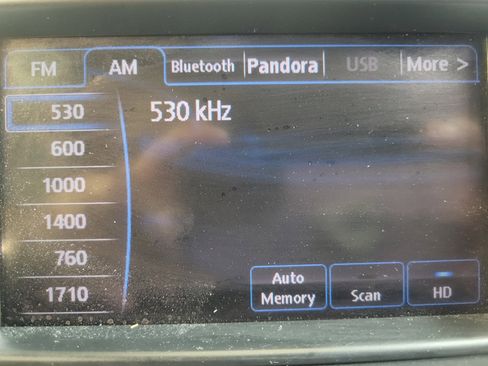 FM AM Bluetooth Pandora USB More >
530 530 kHz
600
1000
1400
760
1710
Auto
Memory
Scan
HD